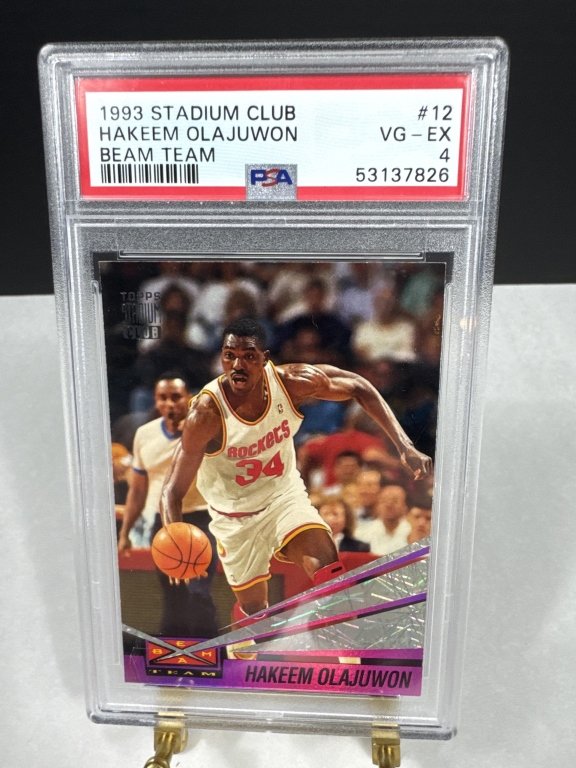 1993 STADIUM CLUB #12
HAKEEM OLAJUWON VG-EX
BEAM TEAM 4
PSA 53137826
TOPPS
STADIUM
CLUB
ROCKETS
34
BEAM
TEAM
HAKEEM OLAJUWON